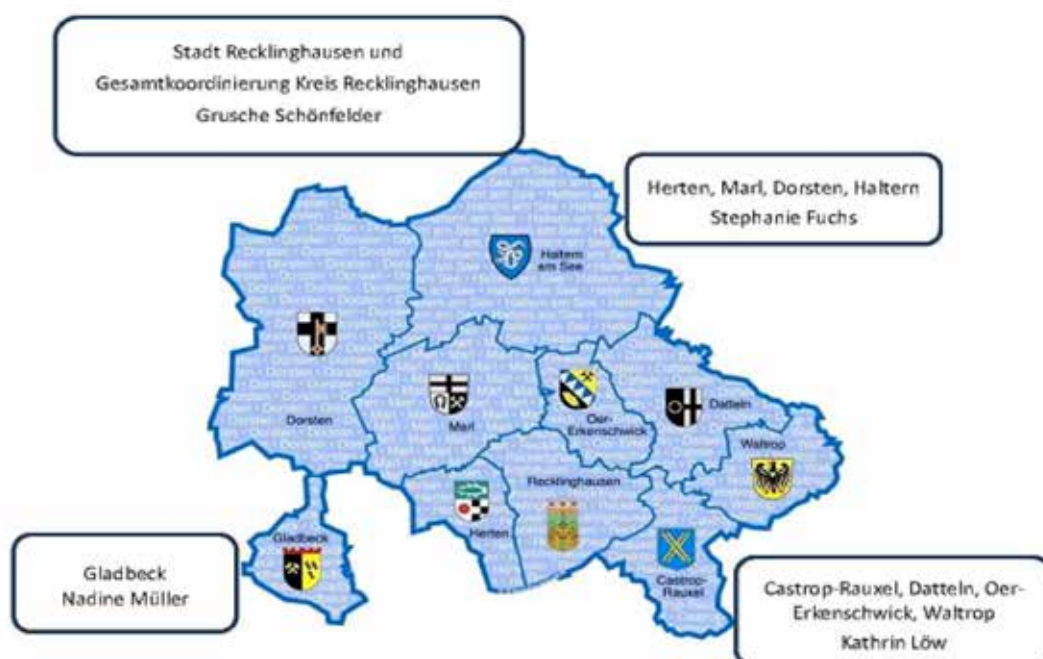 Stadt Recklinghausen und
Gesamtkoordinierung Kreis Recklinghausen
Grusche Schönfelder
Herten, Marl, Dorsten, Haltern
Stephanie Fuchs
Haltern
am See
Dorsten
Marl
Oer-
Erkenschwick
Datteln
Waltrop
Recklinghausen
Herten
Gladbeck
Castrop-
Rauxel
Gladbeck
Nadine Müller
Castrop-Rauxel, Datteln, Oer-
Erkenschwick, Waltrop
Kathrin Löw